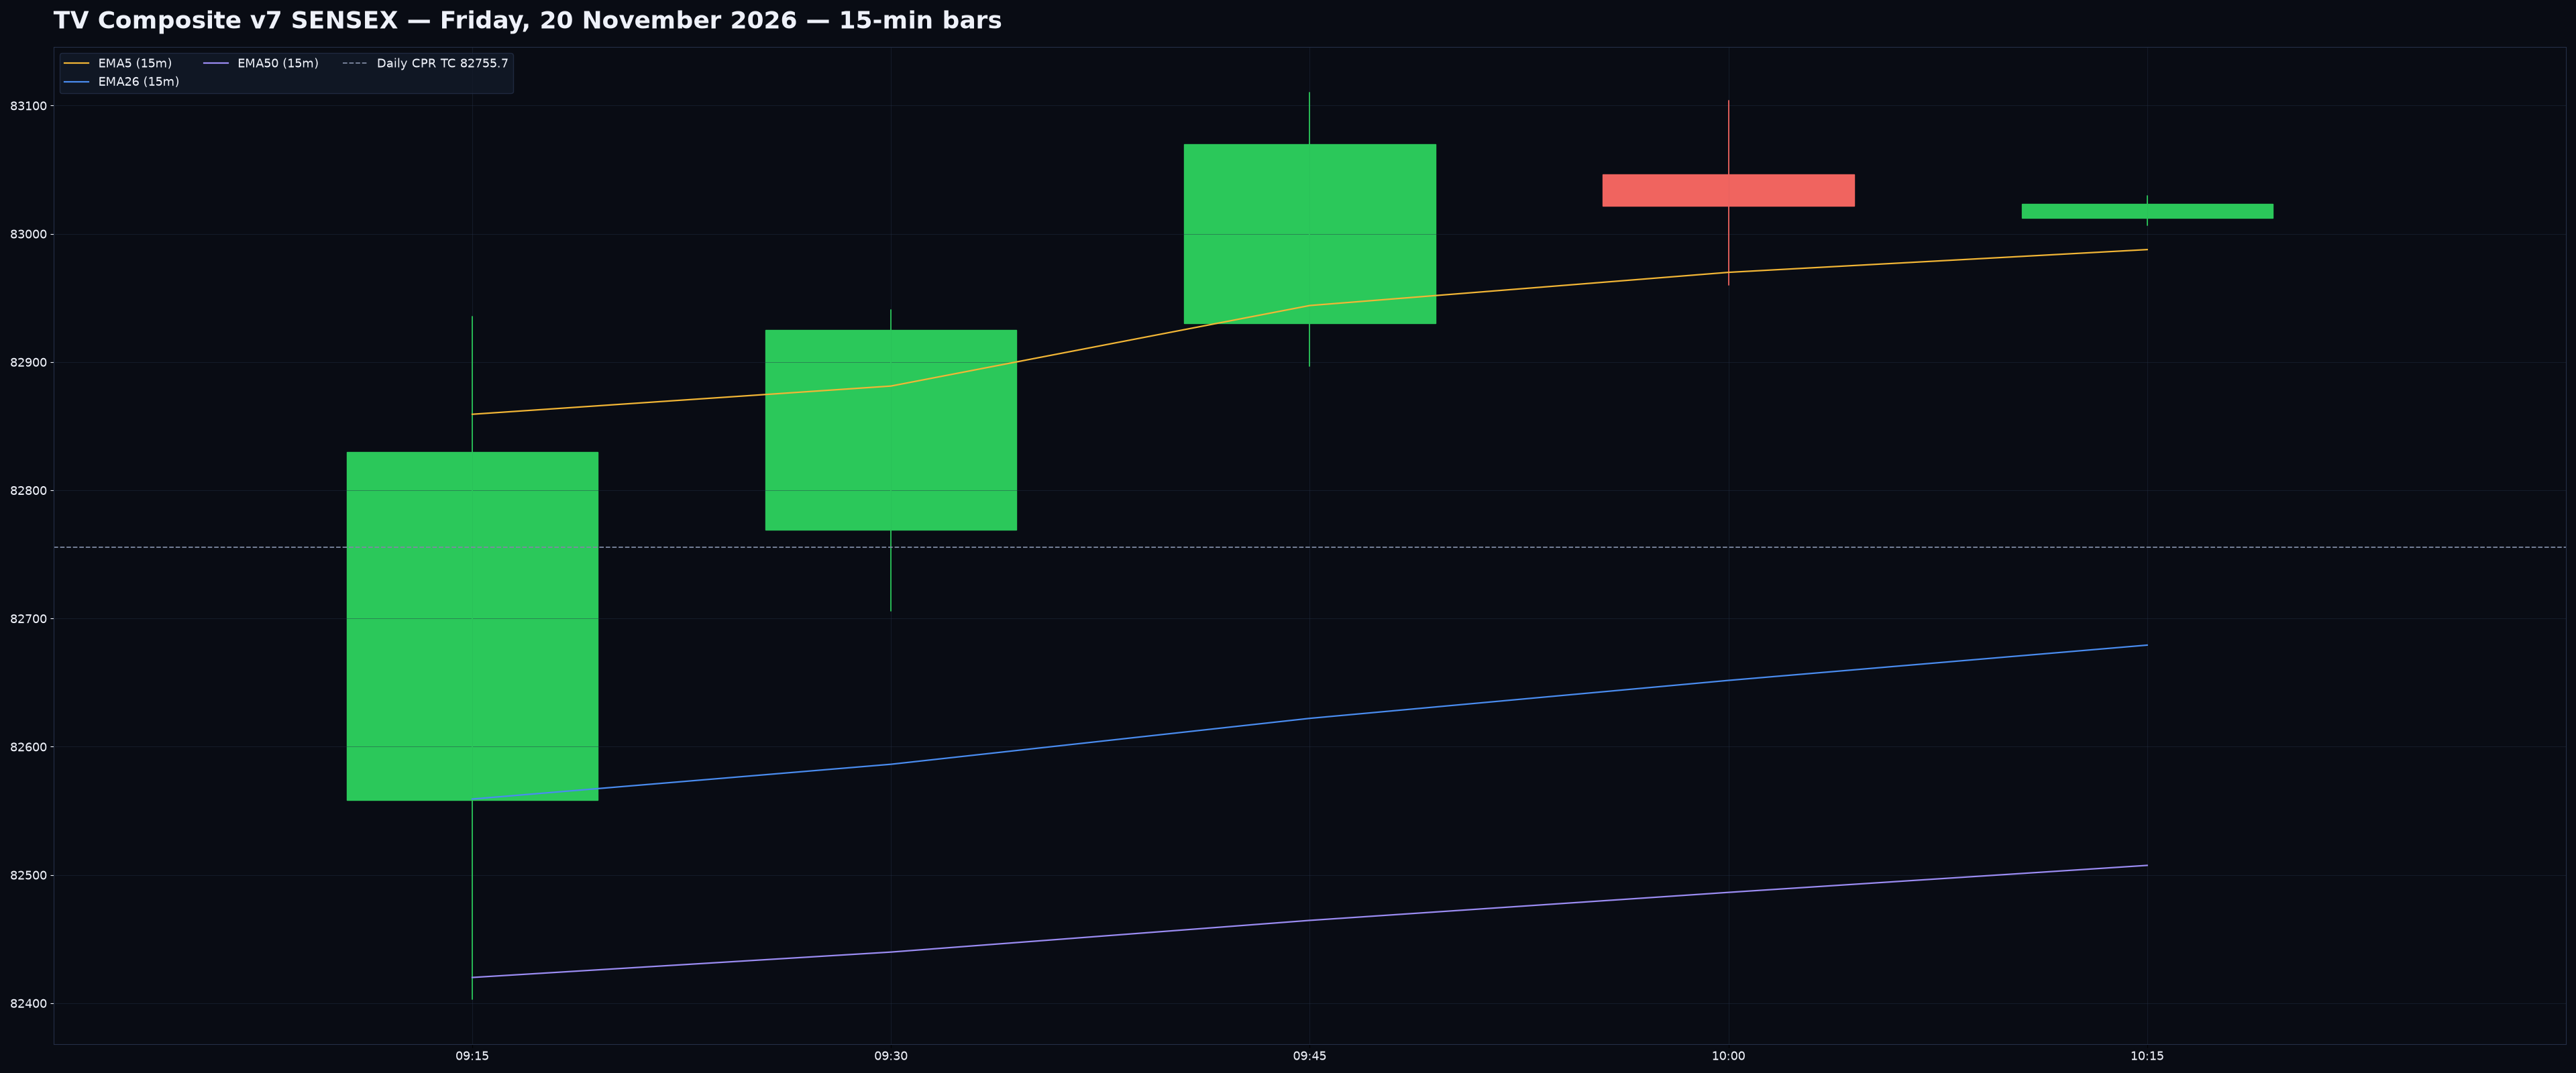 TV Composite v7 SENSEX — Friday, 20 November 2026 — 15-min bars
EMA5 (15m) EMA50 (15m) Daily CPR TC 82755.7
EMA26 (15m)
83100
83000
82900
82800
82700
82600
82500
82400
09:15 09:30 09:45 10:00 10:15